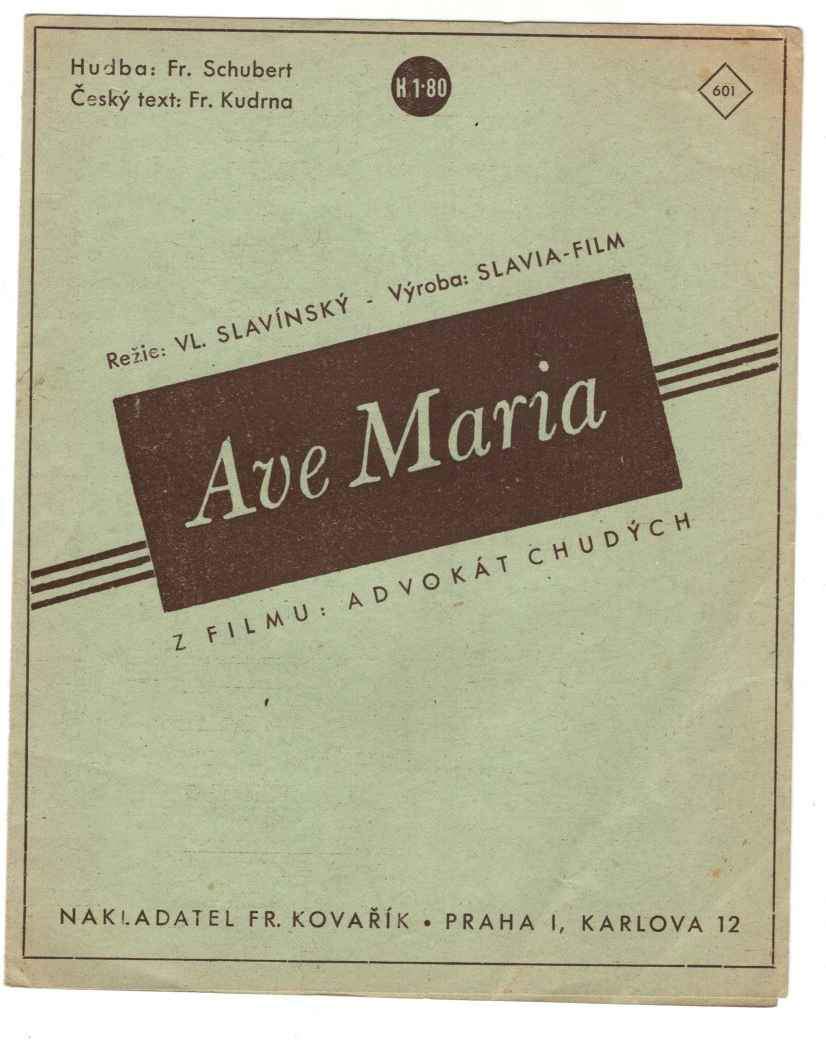 Hudba: Fr. Schubert
Český text: Fr. Kudrna
K 1·80
601
Režie: VL. SLAVÍNSKÝ - Výroba: SLAVIA-FILM
Ave Maria
Z FILMU: ADVOKÁT CHUDÝCH
NAKLADATEL FR. KOVAŘÍK • PRAHA I, KARLOVA 12